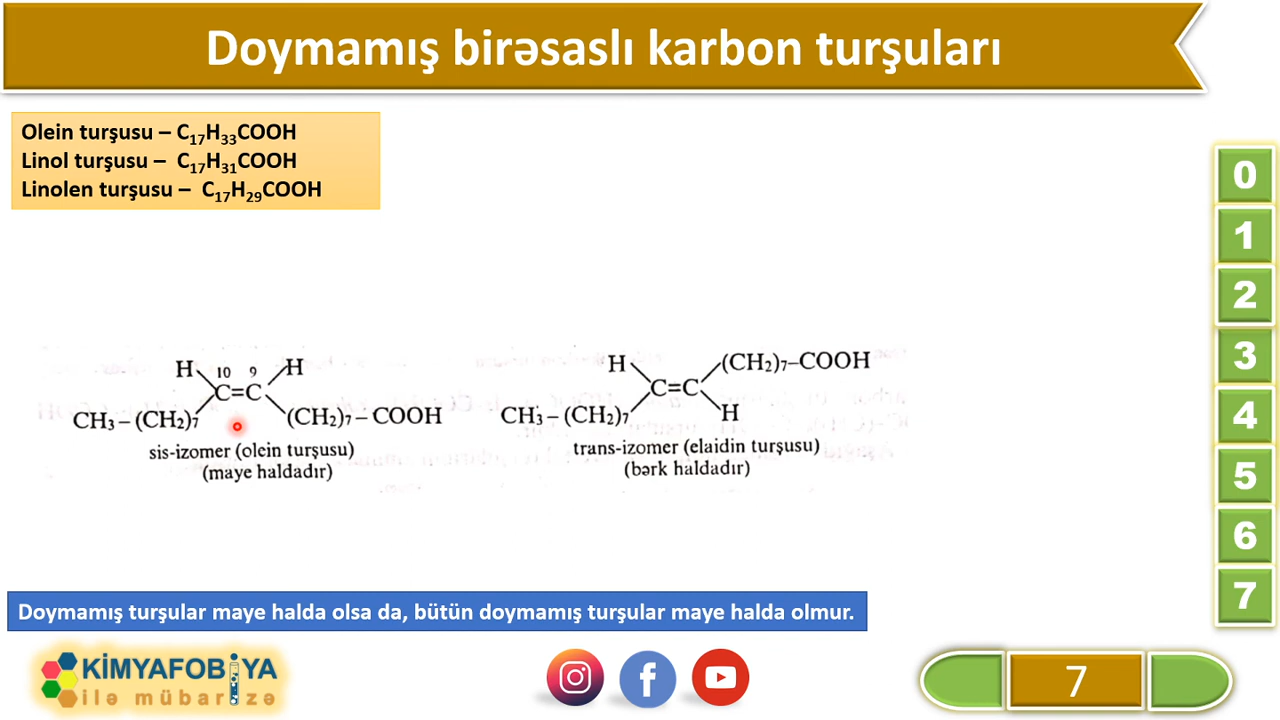 Doymamış birəsaslı karbon turşuları
Olein turşusu – C₁₇H₃₃COOH
Linol turşusu – C₁₇H₃₁COOH
Linolen turşusu – C₁₇H₂₉COOH
0
1
2
3
4
5
6
7
H 10 9 H
C=C
CH₃–(CH₂)₇ (CH₂)₇–COOH
sis-izomer (olein turşusu)
(maye haldadır)
H (CH₂)₇–COOH
C=C
CH₃–(CH₂)₇ H
trans-izomer (elaidin turşusu)
(bərk haldadır)
Doymamış turşular maye halda olsa da, bütün doymamış turşular maye halda olmur.
KİMYAFOBİYA
ilə mübarizə
f
7